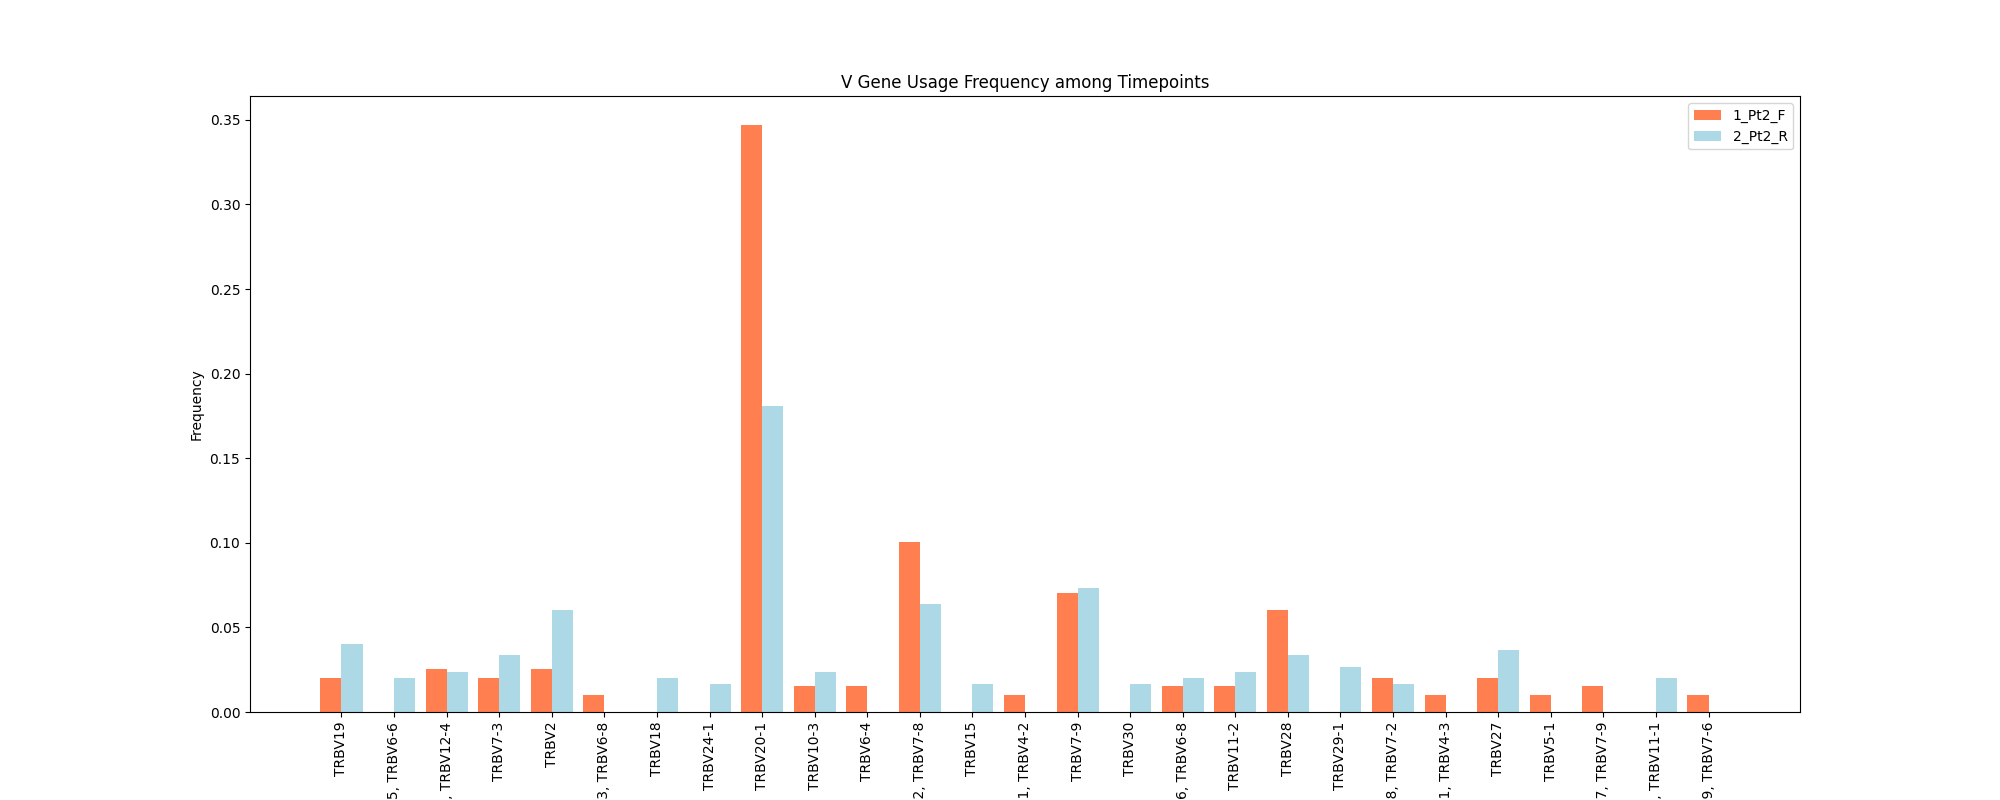 V Gene Usage Frequency among Timepoints
1_Pt2_F
2_Pt2_R
Frequency
0.35
0.30
0.25
0.20
0.15
0.10
0.05
0.00
TRBV19
5, TRBV6-6
, TRBV12-4
TRBV7-3
TRBV2
3, TRBV6-8
TRBV18
TRBV24-1
TRBV20-1
TRBV10-3
TRBV6-4
2, TRBV7-8
TRBV15
1, TRBV4-2
TRBV7-9
TRBV30
6, TRBV6-8
TRBV11-2
TRBV28
TRBV29-1
8, TRBV7-2
1, TRBV4-3
TRBV27
TRBV5-1
7, TRBV7-9
, TRBV11-1
9, TRBV7-6